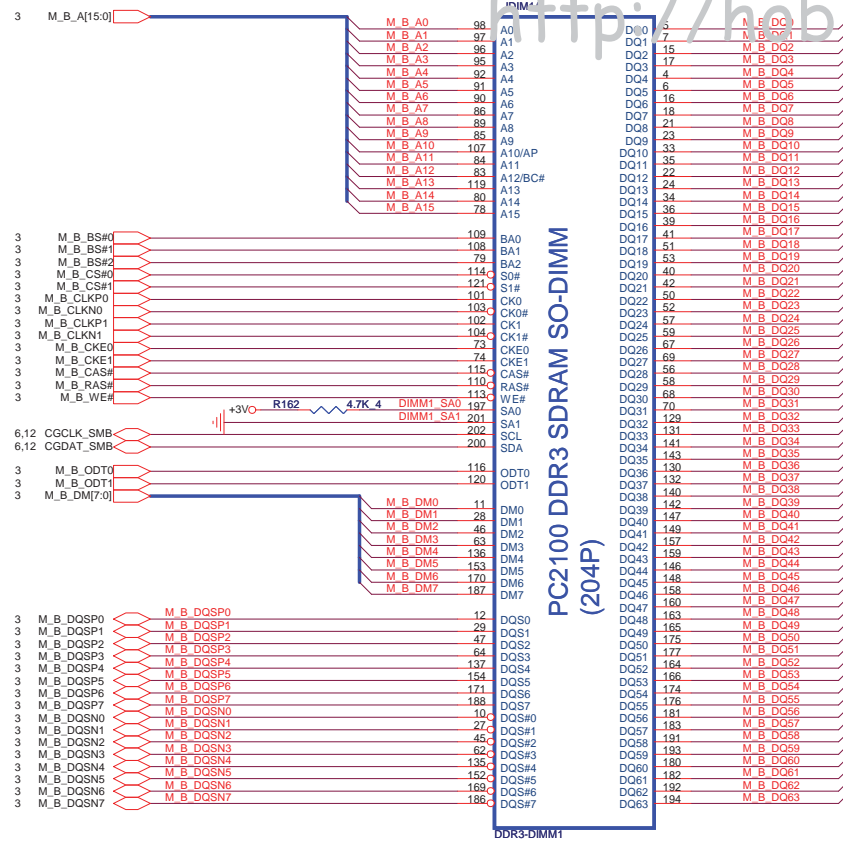 JDIM1
http://hob
3 M_B_A[15:0]
M_B_A0 98 A0
M_B_A1 97 A1
M_B_A2 96 A2
M_B_A3 95 A3
M_B_A4 92 A4
M_B_A5 91 A5
M_B_A6 90 A6
M_B_A7 86 A7
M_B_A8 89 A8
M_B_A9 85 A9
M_B_A10 107 A10/AP
M_B_A11 84 A11
M_B_A12 83 A12/BC#
M_B_A13 119 A13
M_B_A14 80 A14
M_B_A15 78 A15
3 M_B_BS#0 109 BA0
3 M_B_BS#1 108 BA1
3 M_B_BS#2 79 BA2
3 M_B_CS#0 114 S0#
3 M_B_CS#1 121 S1#
3 M_B_CLKP0 101 CK0
3 M_B_CLKN0 103 CK0#
3 M_B_CLKP1 102 CK1
3 M_B_CLKN1 104 CK1#
3 M_B_CKE0 73 CKE0
3 M_B_CKE1 74 CKE1
3 M_B_CAS# 115 CAS#
3 M_B_RAS# 110 RAS#
3 M_B_WE# 113 WE#
+3V R162 4.7K_4 DIMM1_SA0 197 SA0
DIMM1_SA1 201 SA1
6,12 CGCLK_SMB 202 SCL
6,12 CGDAT_SMB 200 SDA
3 M_B_ODT0 116 ODT0
3 M_B_ODT1 120 ODT1
3 M_B_DM[7:0]
M_B_DM0 11 DM0
M_B_DM1 28 DM1
M_B_DM2 46 DM2
M_B_DM3 63 DM3
M_B_DM4 136 DM4
M_B_DM5 153 DM5
M_B_DM6 170 DM6
M_B_DM7 187 DM7
3 M_B_DQSP0 M_B_DQSP0 12 DQS0
3 M_B_DQSP1 M_B_DQSP1 29 DQS1
3 M_B_DQSP2 M_B_DQSP2 47 DQS2
3 M_B_DQSP3 M_B_DQSP3 64 DQS3
3 M_B_DQSP4 M_B_DQSP4 137 DQS4
3 M_B_DQSP5 M_B_DQSP5 154 DQS5
3 M_B_DQSP6 M_B_DQSP6 171 DQS6
3 M_B_DQSP7 M_B_DQSP7 188 DQS7
3 M_B_DQSN0 M_B_DQSN0 10 DQS#0
3 M_B_DQSN1 M_B_DQSN1 27 DQS#1
3 M_B_DQSN2 M_B_DQSN2 45 DQS#2
3 M_B_DQSN3 M_B_DQSN3 62 DQS#3
3 M_B_DQSN4 M_B_DQSN4 135 DQS#4
3 M_B_DQSN5 M_B_DQSN5 152 DQS#5
3 M_B_DQSN6 M_B_DQSN6 169 DQS#6
3 M_B_DQSN7 M_B_DQSN7 186 DQS#7
PC2100 DDR3 SDRAM SO-DIMM
(204P)
DQ0 5 M_B_DQ0
DQ1 7 M_B_DQ1
DQ2 15 M_B_DQ2
DQ3 17 M_B_DQ3
DQ4 4 M_B_DQ4
DQ5 6 M_B_DQ5
DQ6 16 M_B_DQ6
DQ7 18 M_B_DQ7
DQ8 21 M_B_DQ8
DQ9 23 M_B_DQ9
DQ10 33 M_B_DQ10
DQ11 35 M_B_DQ11
DQ12 22 M_B_DQ12
DQ13 24 M_B_DQ13
DQ14 34 M_B_DQ14
DQ15 36 M_B_DQ15
DQ16 39 M_B_DQ16
DQ17 41 M_B_DQ17
DQ18 51 M_B_DQ18
DQ19 53 M_B_DQ19
DQ20 40 M_B_DQ20
DQ21 42 M_B_DQ21
DQ22 50 M_B_DQ22
DQ23 52 M_B_DQ23
DQ24 57 M_B_DQ24
DQ25 59 M_B_DQ25
DQ26 67 M_B_DQ26
DQ27 69 M_B_DQ27
DQ28 56 M_B_DQ28
DQ29 58 M_B_DQ29
DQ30 68 M_B_DQ30
DQ31 70 M_B_DQ31
DQ32 129 M_B_DQ32
DQ33 131 M_B_DQ33
DQ34 141 M_B_DQ34
DQ35 143 M_B_DQ35
DQ36 130 M_B_DQ36
DQ37 132 M_B_DQ37
DQ38 140 M_B_DQ38
DQ39 142 M_B_DQ39
DQ40 147 M_B_DQ40
DQ41 149 M_B_DQ41
DQ42 157 M_B_DQ42
DQ43 159 M_B_DQ43
DQ44 146 M_B_DQ44
DQ45 148 M_B_DQ45
DQ46 158 M_B_DQ46
DQ47 160 M_B_DQ47
DQ48 163 M_B_DQ48
DQ49 165 M_B_DQ49
DQ50 175 M_B_DQ50
DQ51 177 M_B_DQ51
DQ52 164 M_B_DQ52
DQ53 166 M_B_DQ53
DQ54 174 M_B_DQ54
DQ55 176 M_B_DQ55
DQ56 181 M_B_DQ56
DQ57 183 M_B_DQ57
DQ58 191 M_B_DQ58
DQ59 193 M_B_DQ59
DQ60 180 M_B_DQ60
DQ61 182 M_B_DQ61
DQ62 192 M_B_DQ62
DQ63 194 M_B_DQ63
DDR3-DIMM1